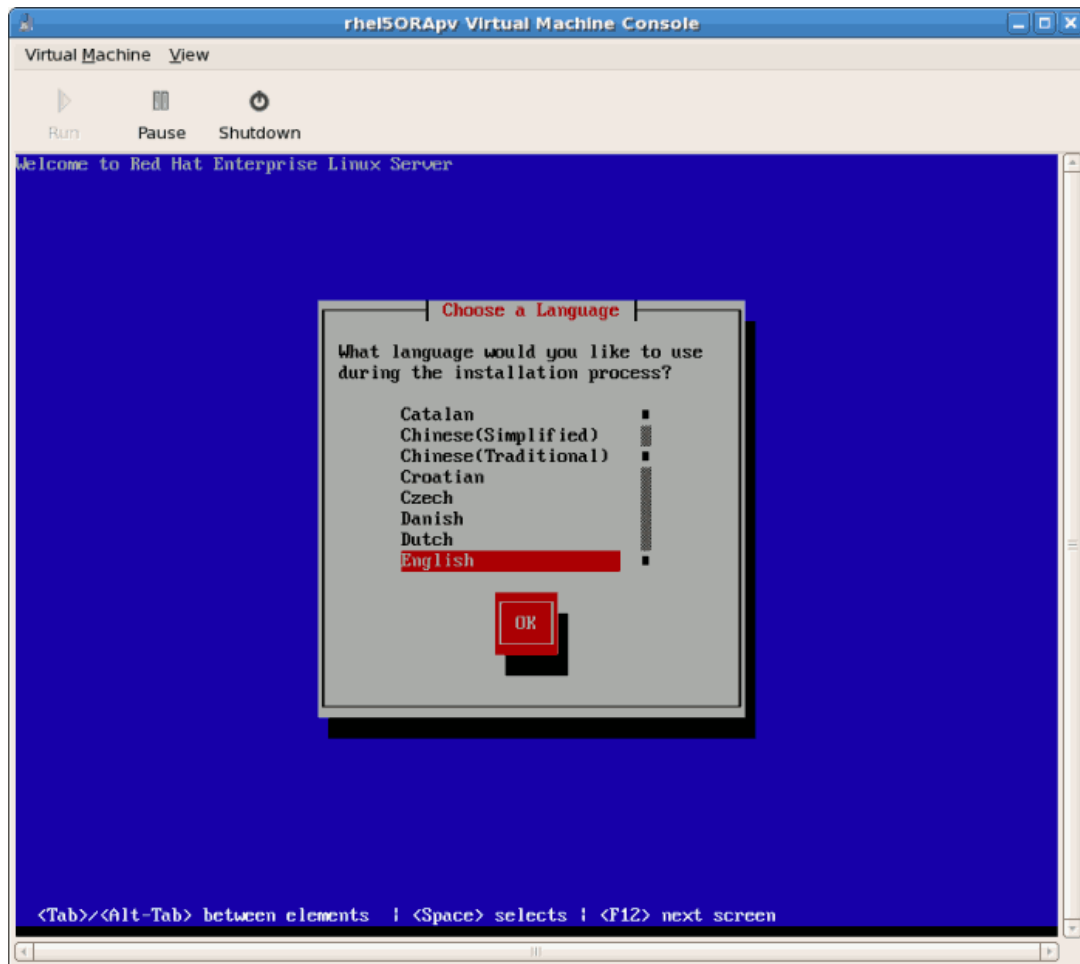 rhel5ORApv Virtual Machine Console
Virtual Machine View
Run Pause Shutdown
Welcome to Red Hat Enterprise Linux Server
Choose a Language
What language would you like to use
during the installation process?
Catalan
Chinese(Simplified)
Chinese(Traditional)
Croatian
Czech
Danish
Dutch
English
OK
<Tab>/<Alt-Tab> between elements | <Space> selects | <F12> next screen